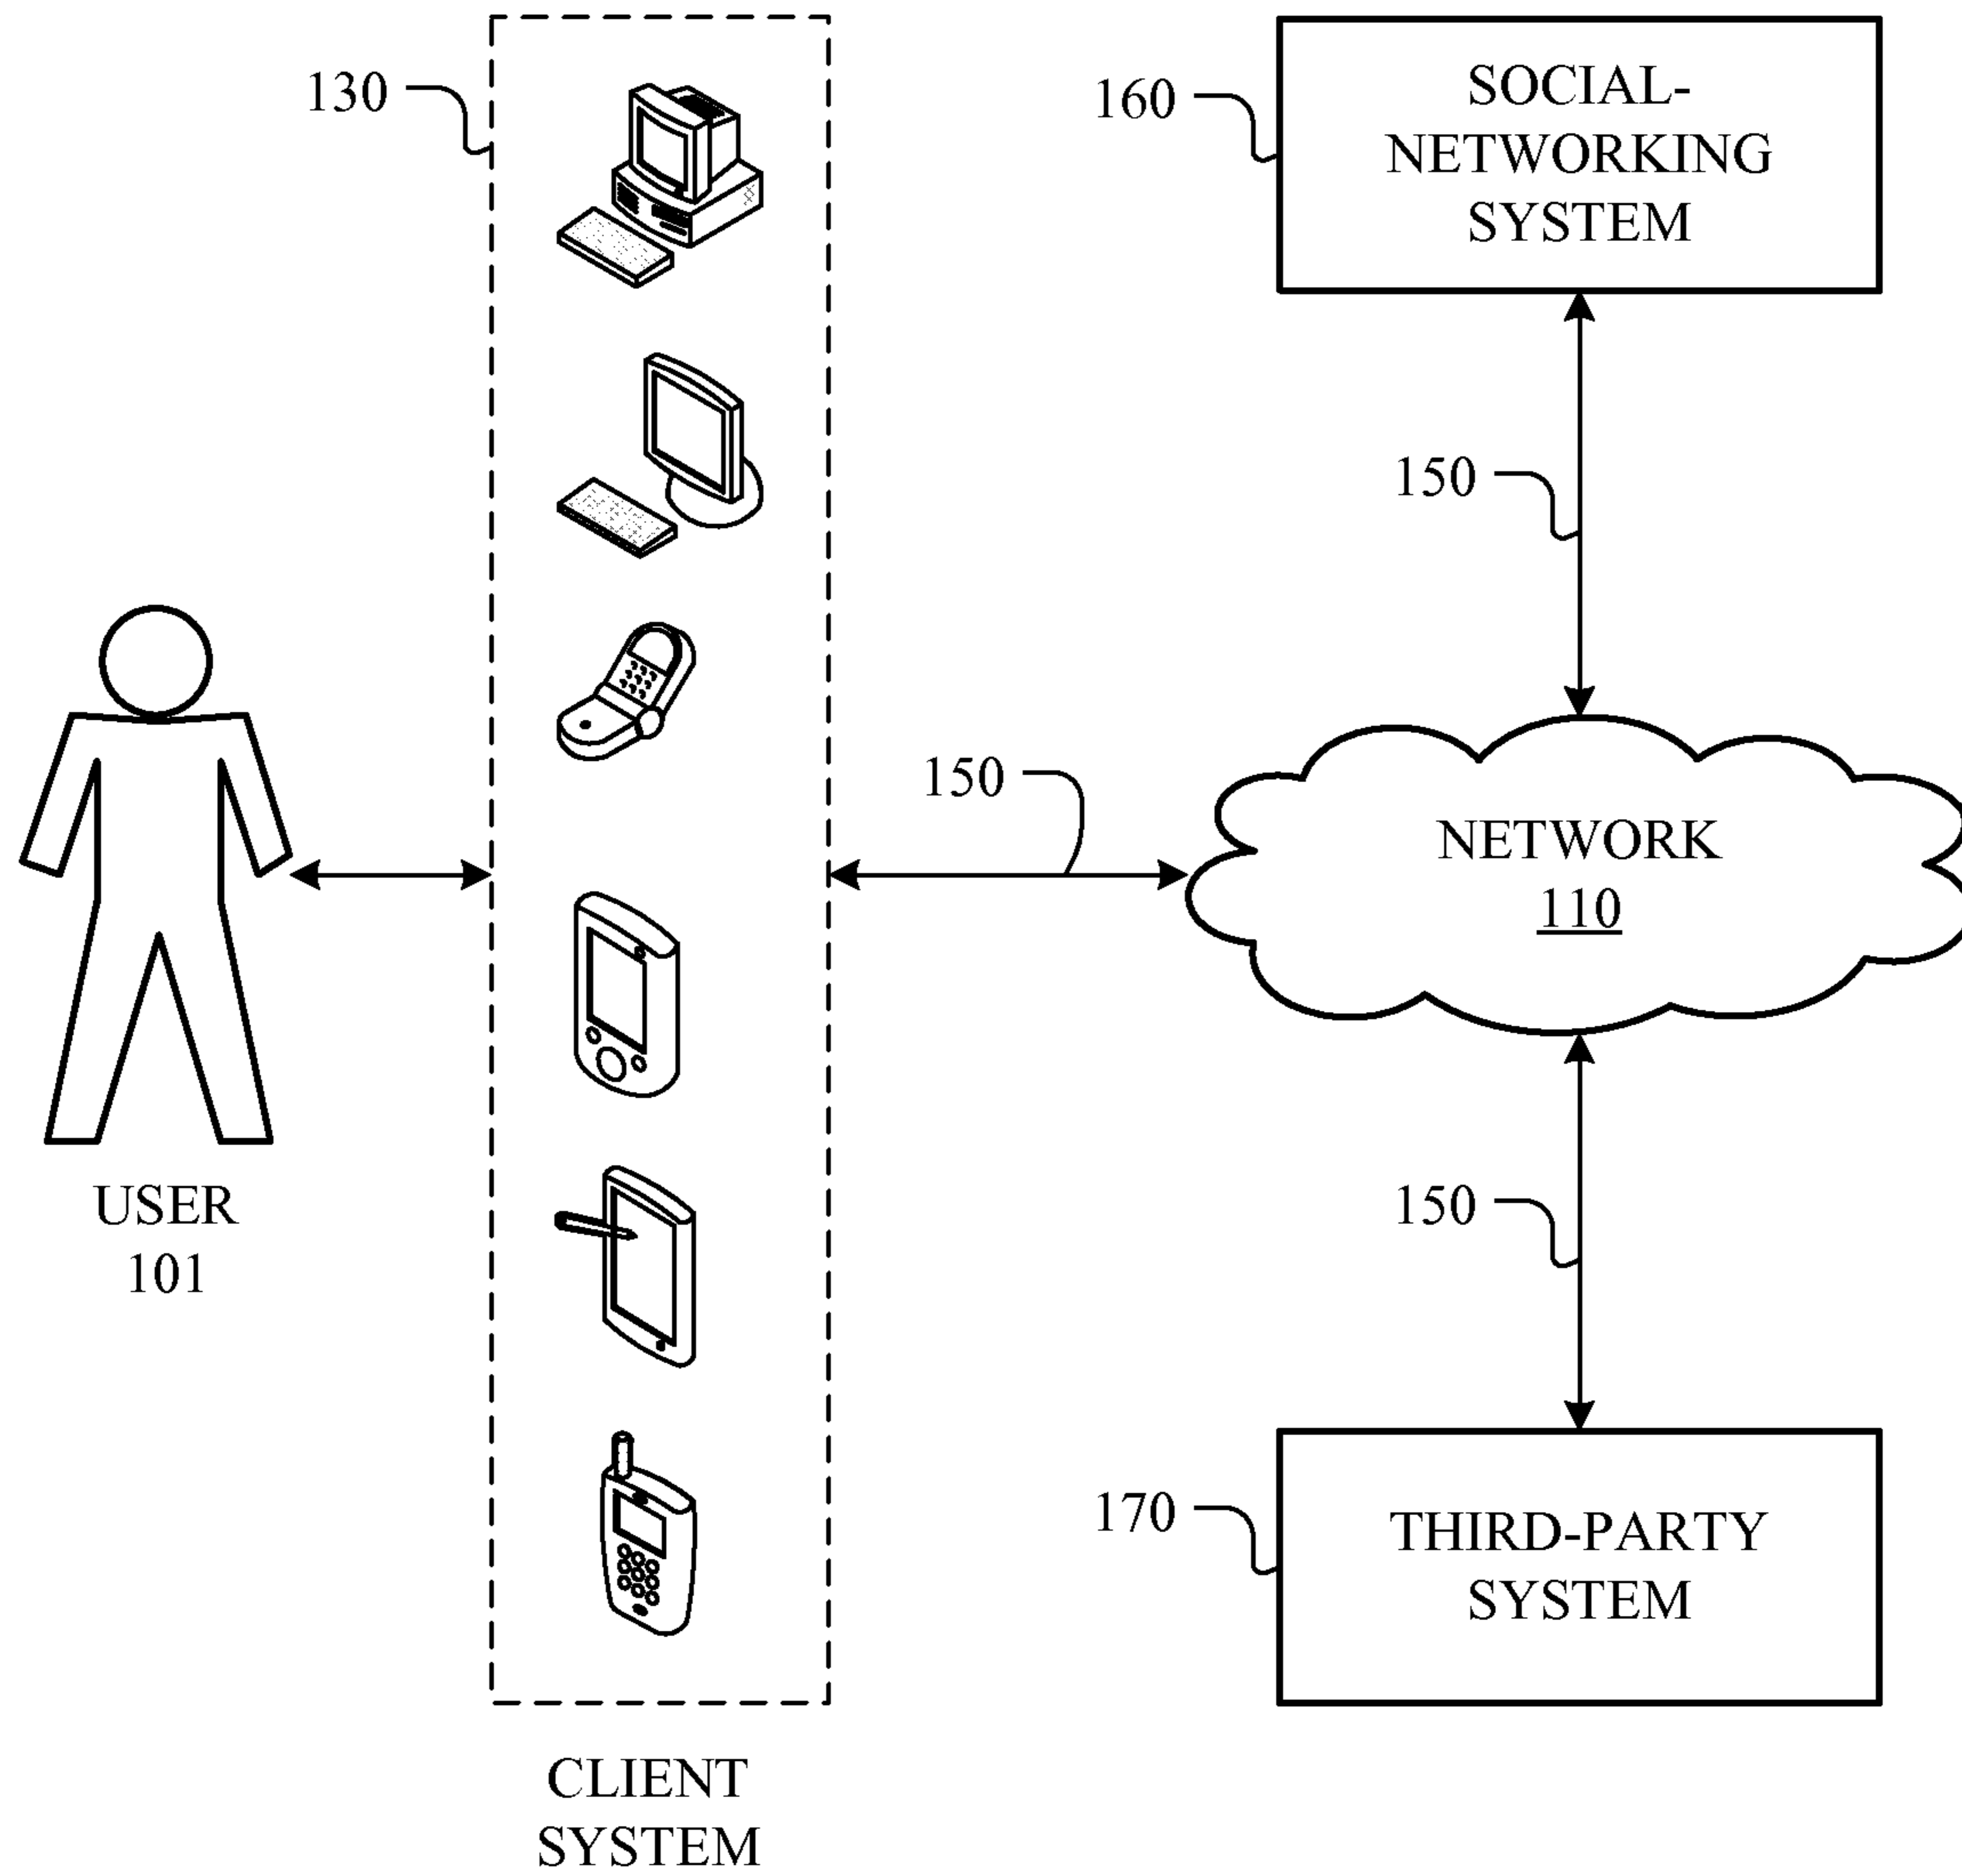 130
160
SOCIAL-
NETWORKING
SYSTEM
150
150
NETWORK
110
USER
101
150
170
THIRD-PARTY
SYSTEM
CLIENT
SYSTEM